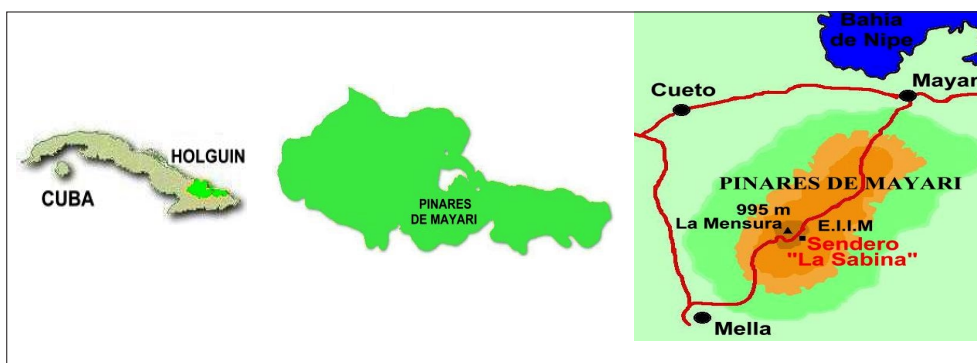 HOLGUIN
CUBA
PINARES
DE MAYARI
Bahía
de Nipe
Cueto
Mayar
PINARES DE MAYARI
995 m
La Mensura
E.I.I.M
Sendero
"La Sabina"
Mella